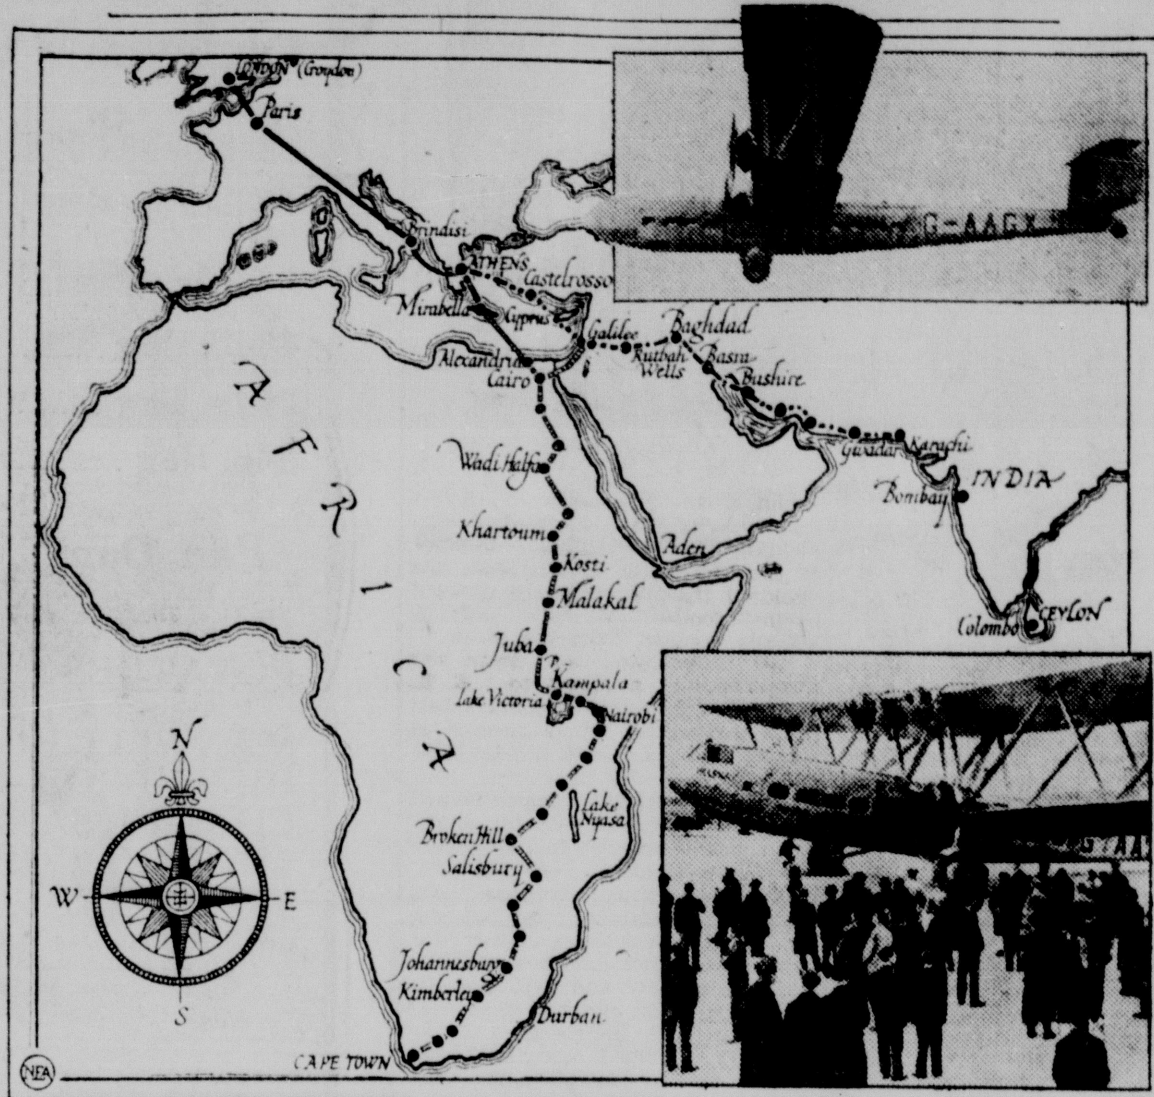 LONDON (Croydon)
Paris
Brindisi
ATHENS
Castelrosso
Mirabella
Cyprus
Galilee
Baghdad
Rutbah
Wells
Basra
Bushire
Alexandria
Cairo
Gwadar
Karachi
INDIA
Bombay
Wadi Halfa
Khartoum
Aden
Kosti
Malakal
CEYLON
Colombo
Juba
Kampala
Lake Victoria
Nairobi
AFRICA
Lake
Nyasa
Broken Hill
Salisbury
Johannesburg
Kimberley
Durban
CAPE TOWN
N
W
E
S
NEA
G-AAGX
G-AA